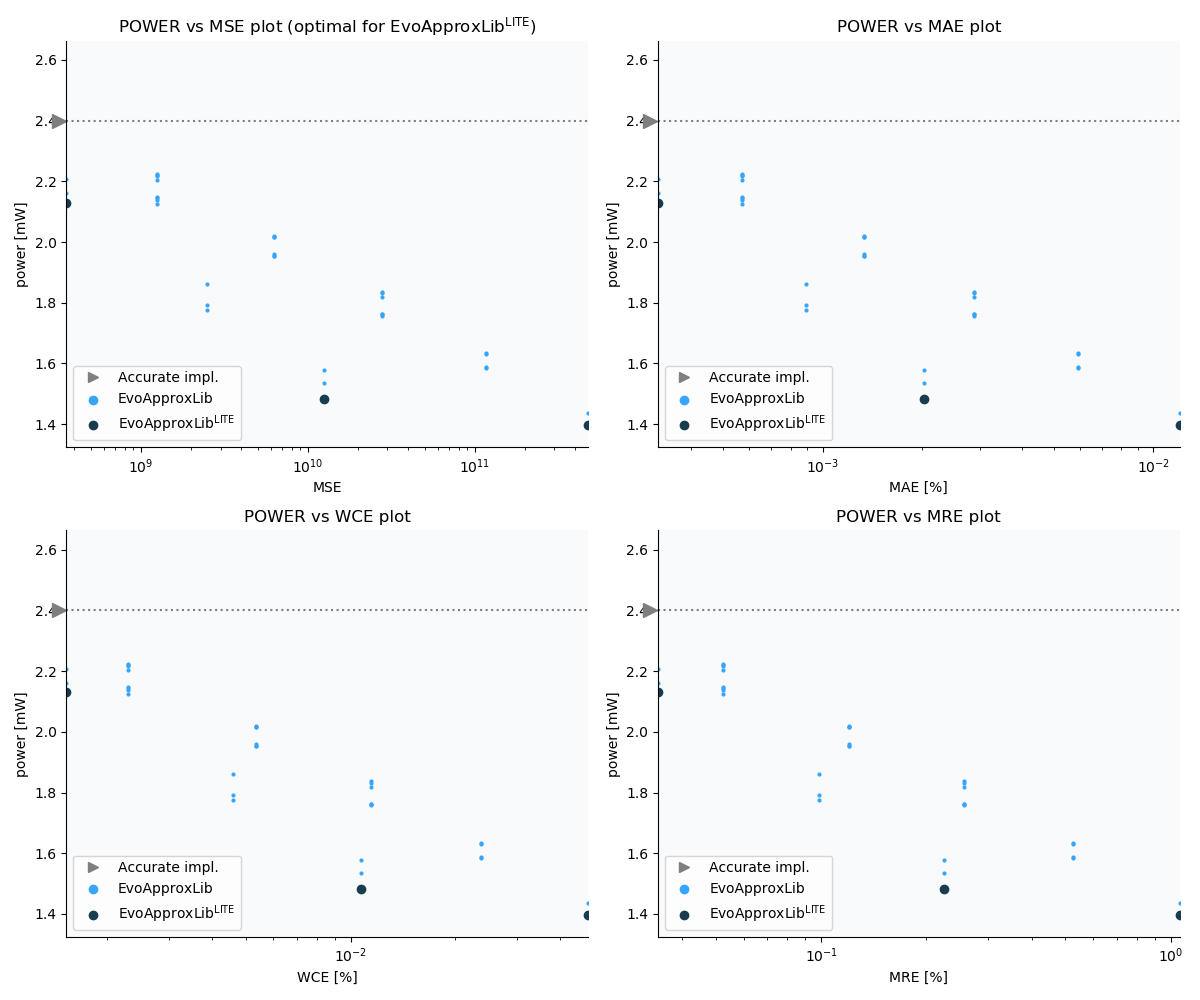 POWER vs MSE plot (optimal for EvoApproxLib^LITE)
2.6
2.4
2.2
2.0
1.8
1.6
1.4
power [mW]
Accurate impl.
EvoApproxLib
EvoApproxLib^LITE
10^9 10^10 10^11
MSE
POWER vs MAE plot
2.6
2.4
2.2
2.0
1.8
1.6
1.4
power [mW]
Accurate impl.
EvoApproxLib
EvoApproxLib^LITE
10^-3 10^-2
MAE [%]
POWER vs WCE plot
2.6
2.4
2.2
2.0
1.8
1.6
1.4
power [mW]
Accurate impl.
EvoApproxLib
EvoApproxLib^LITE
10^-2
WCE [%]
POWER vs MRE plot
2.6
2.4
2.2
2.0
1.8
1.6
1.4
power [mW]
Accurate impl.
EvoApproxLib
EvoApproxLib^LITE
10^-1 10^0
MRE [%]